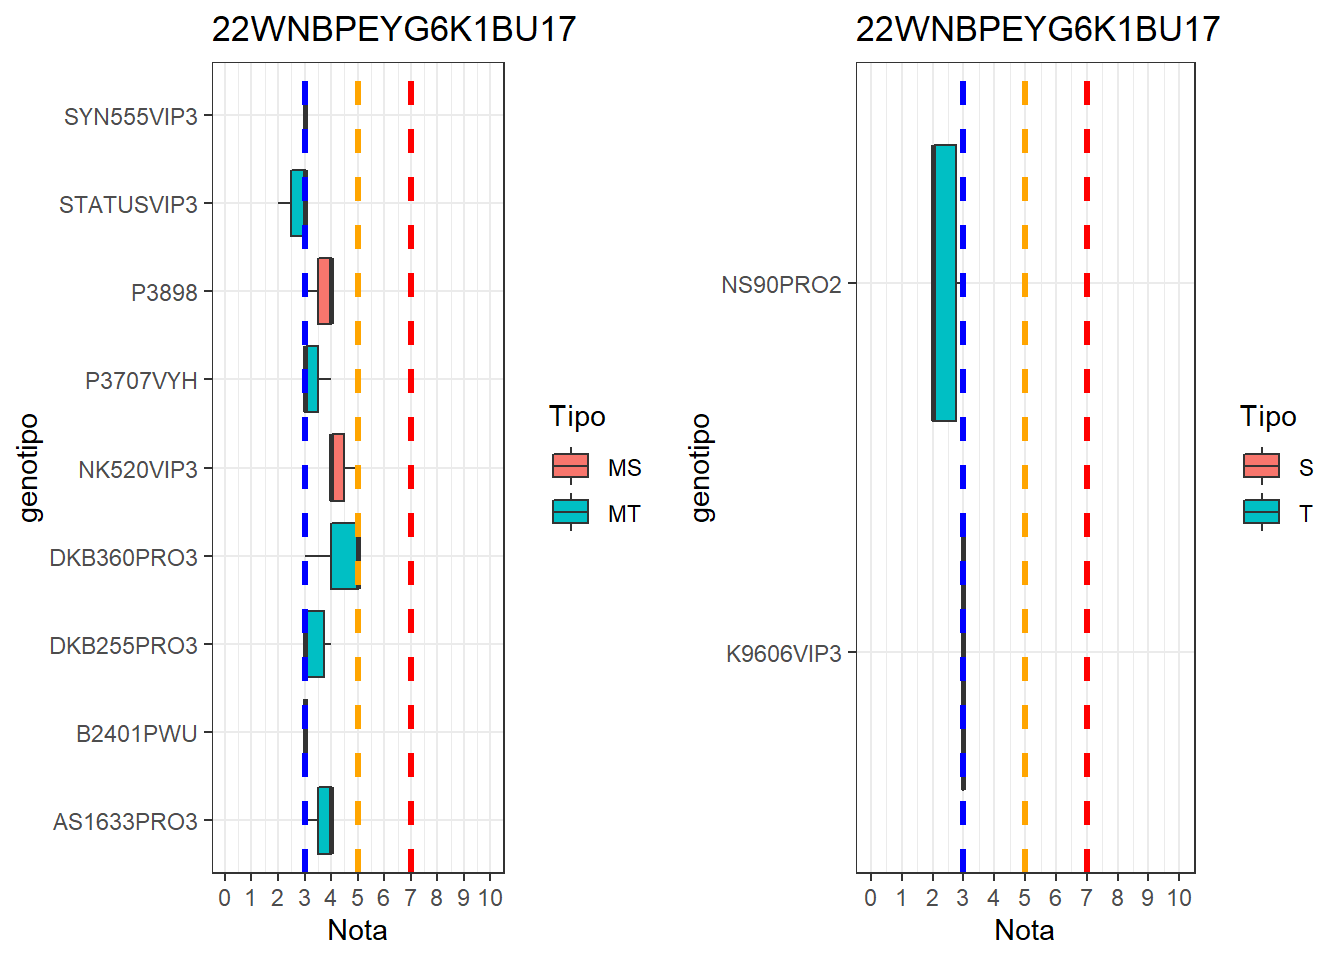 22WNBPEYG6K1BU17
genotipo
SYN555VIP3
STATUSVIP3
P3898
P3707VYH
NK520VIP3
DKB360PRO3
DKB255PRO3
B2401PWU
AS1633PRO3
0 1 2 3 4 5 6 7 8 9 10
Nota
Tipo
MS
MT
22WNBPEYG6K1BU17
genotipo
NS90PRO2
K9606VIP3
0 1 2 3 4 5 6 7 8 9 10
Nota
Tipo
S
T